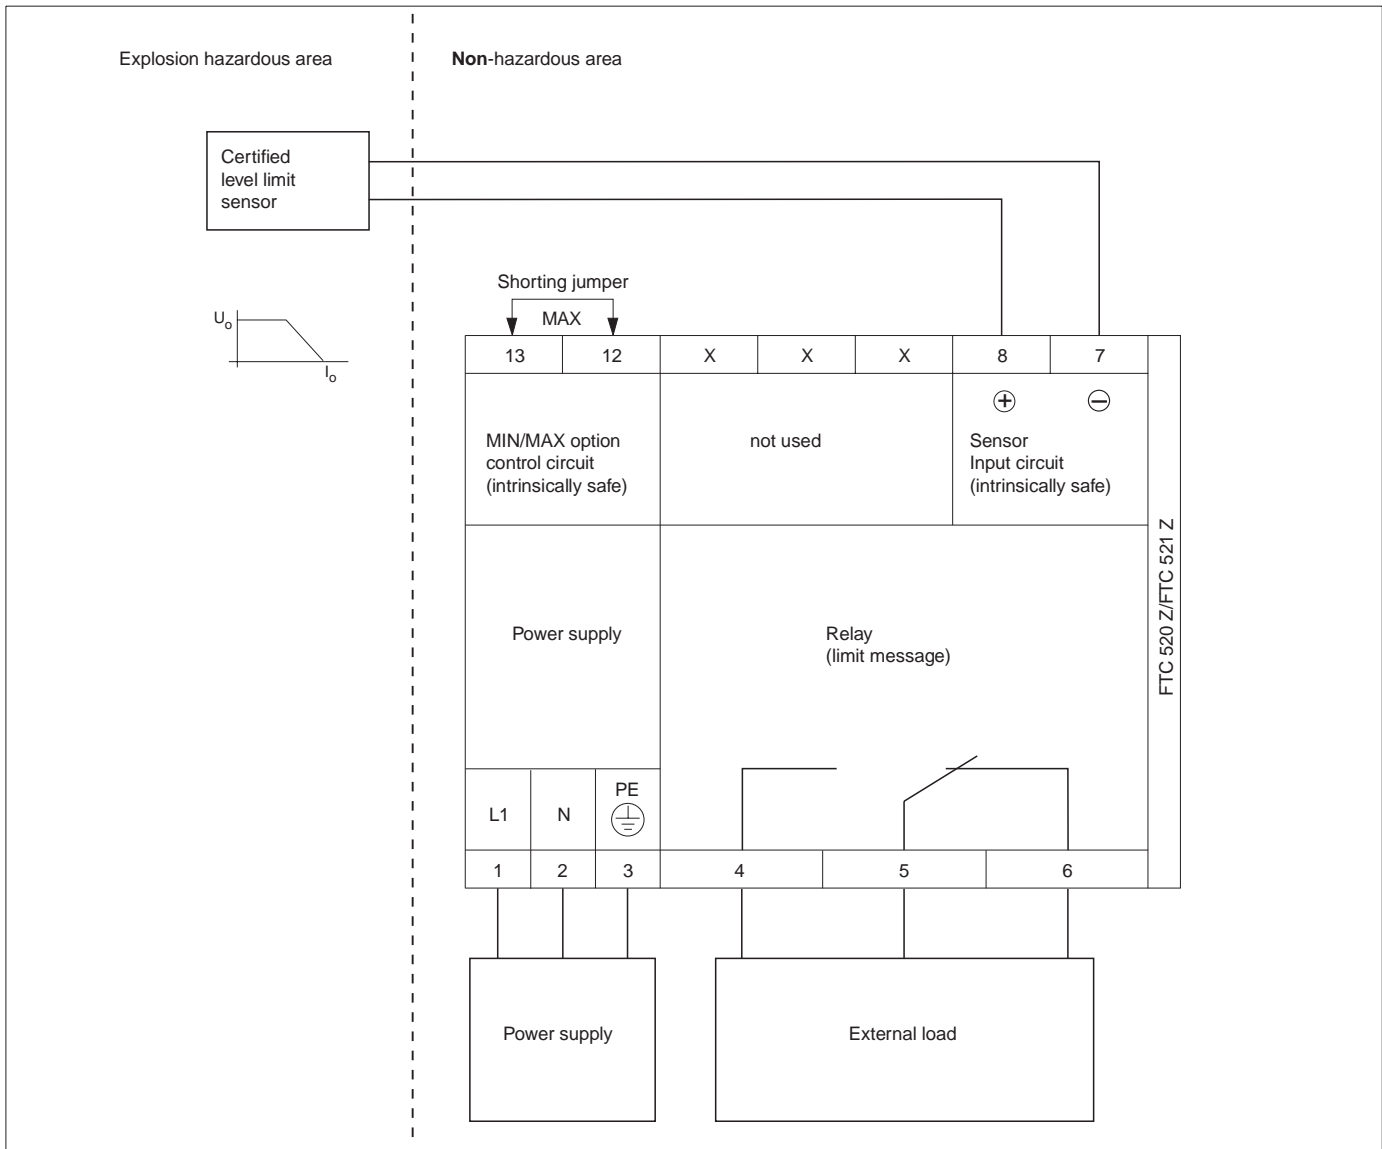 Explosion hazardous area
Non-hazardous area
Certified
level limit
sensor
Shorting jumper
MAX
Uo
Io
13 12 X X X 8 7
+ −
MIN/MAX option
control circuit
(intrinsically safe)
not used
Sensor
Input circuit
(intrinsically safe)
FTC 520 Z/FTC 521 Z
Power supply
Relay
(limit message)
L1 N PE
1 2 3 4 5 6
Power supply
External load